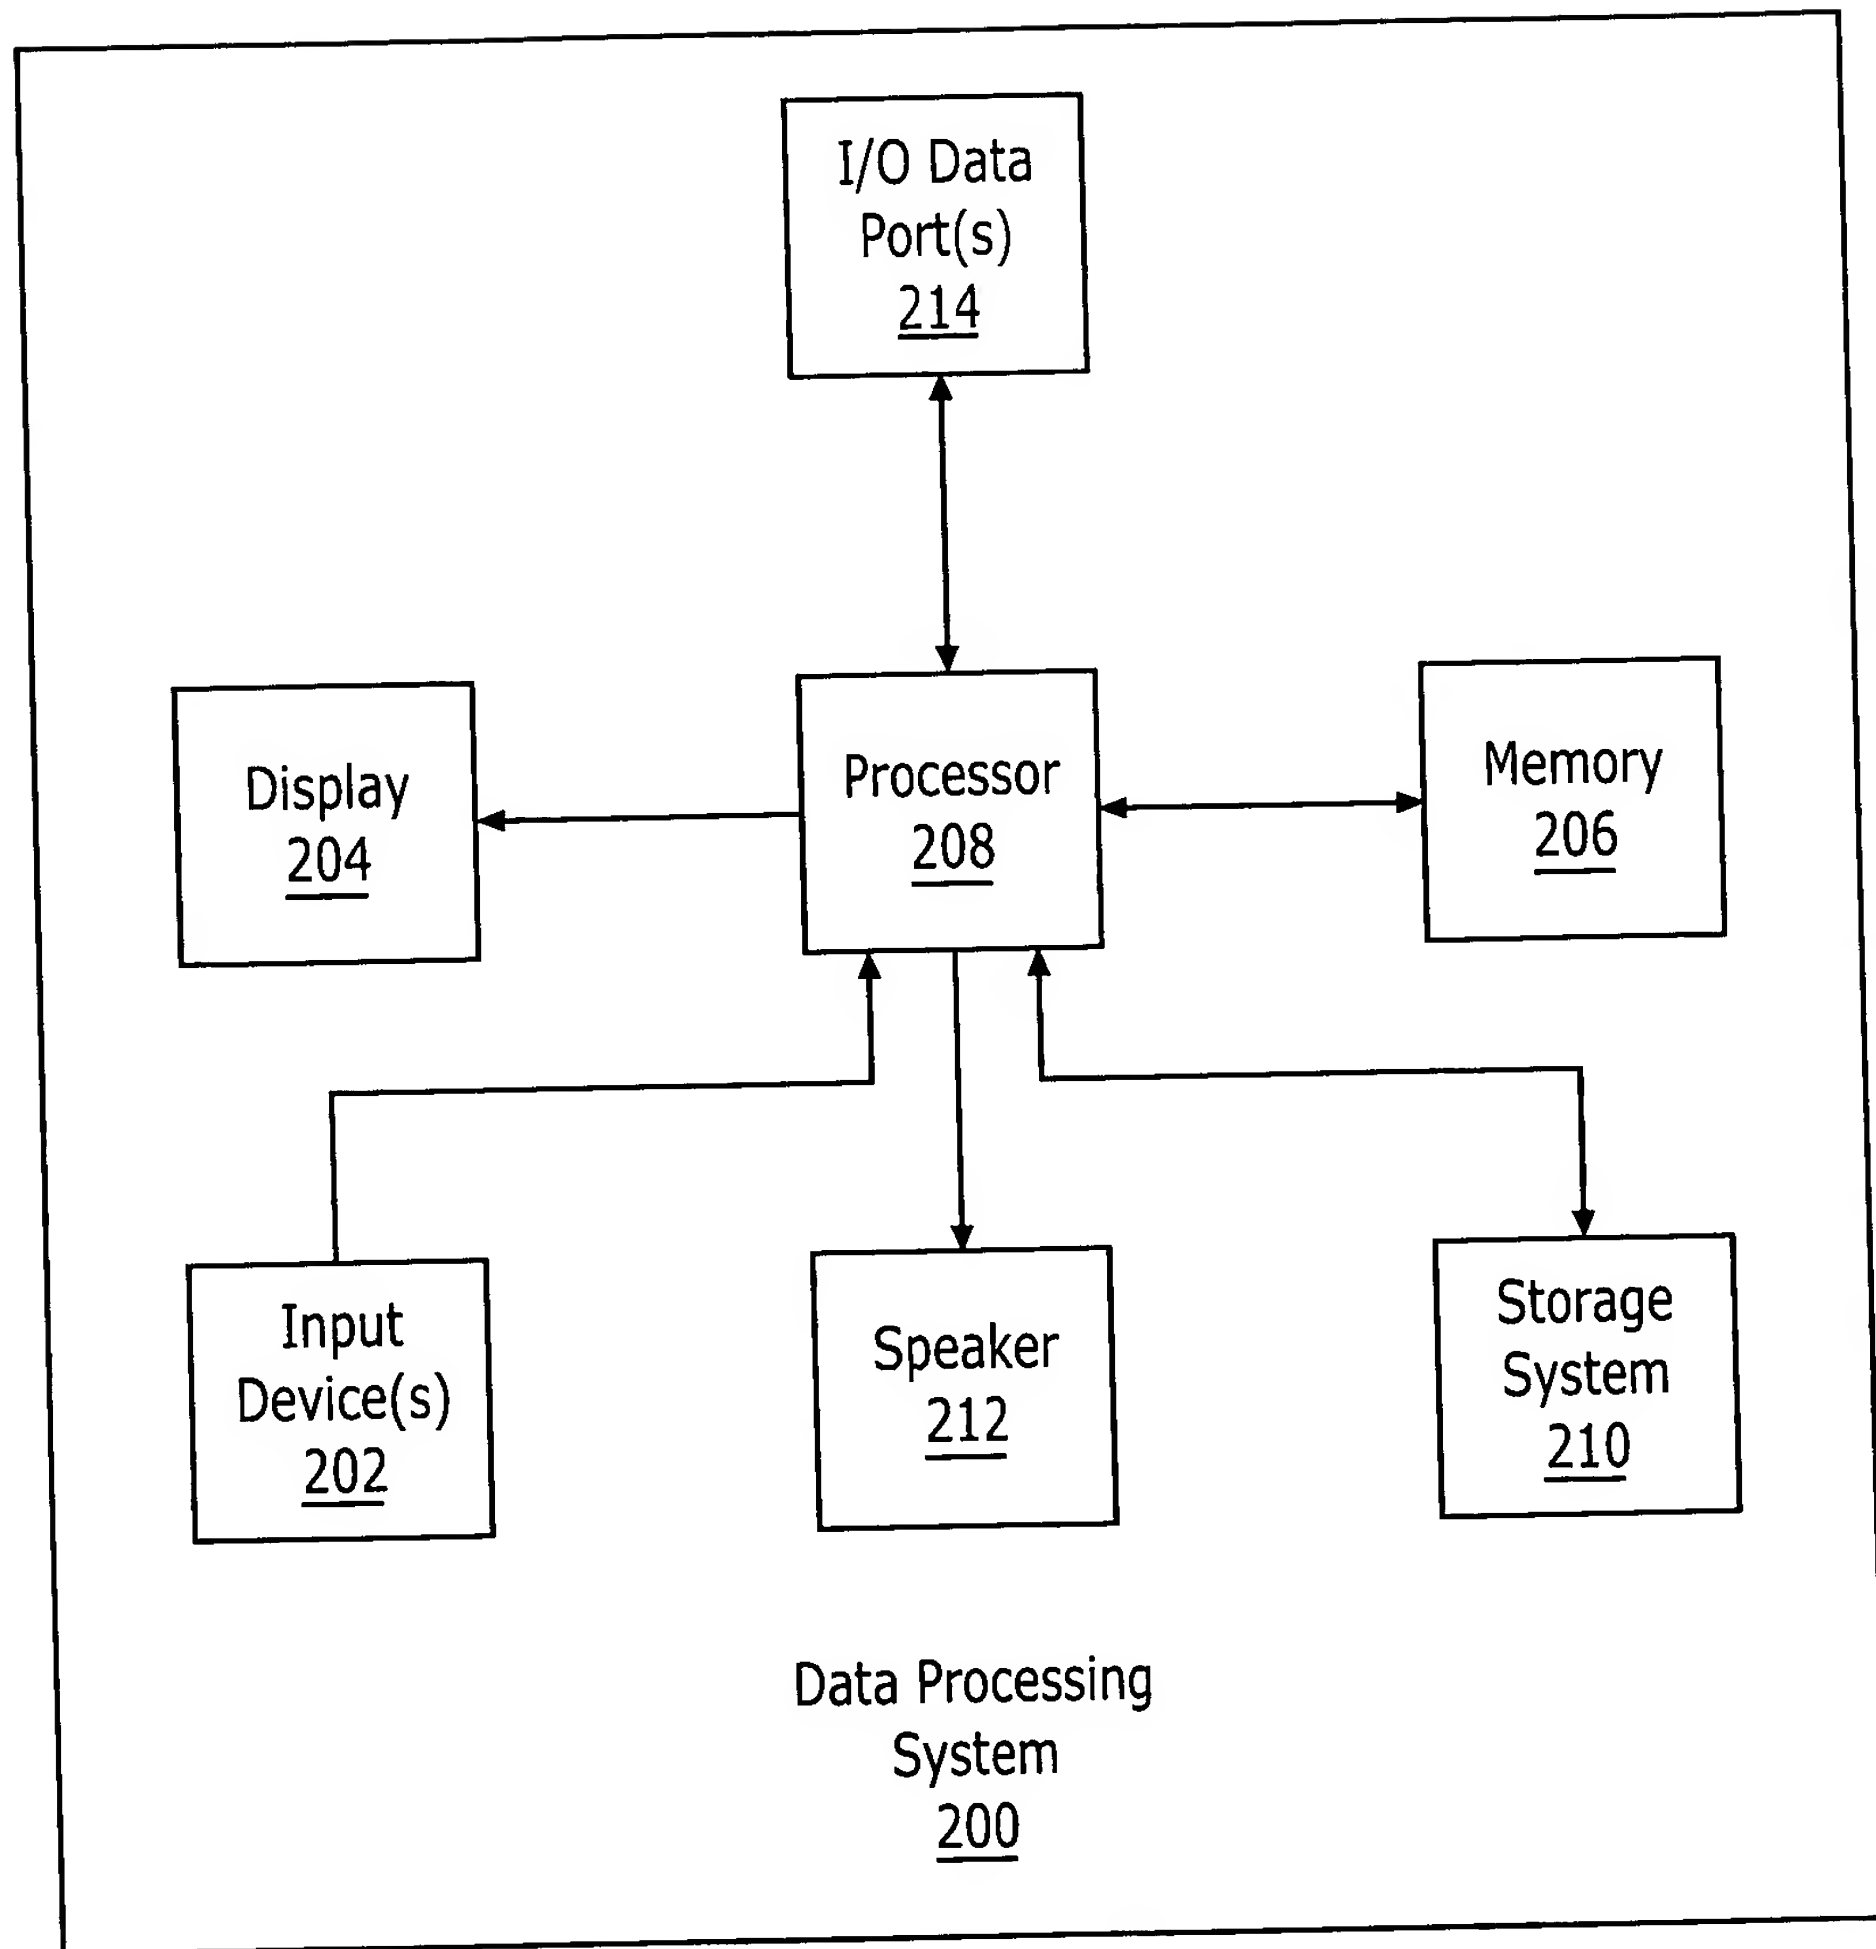 I/O Data
Port(s)
214
Display
204
Processor
208
Memory
206
Input
Device(s)
202
Speaker
212
Storage
System
210
Data Processing
System
200